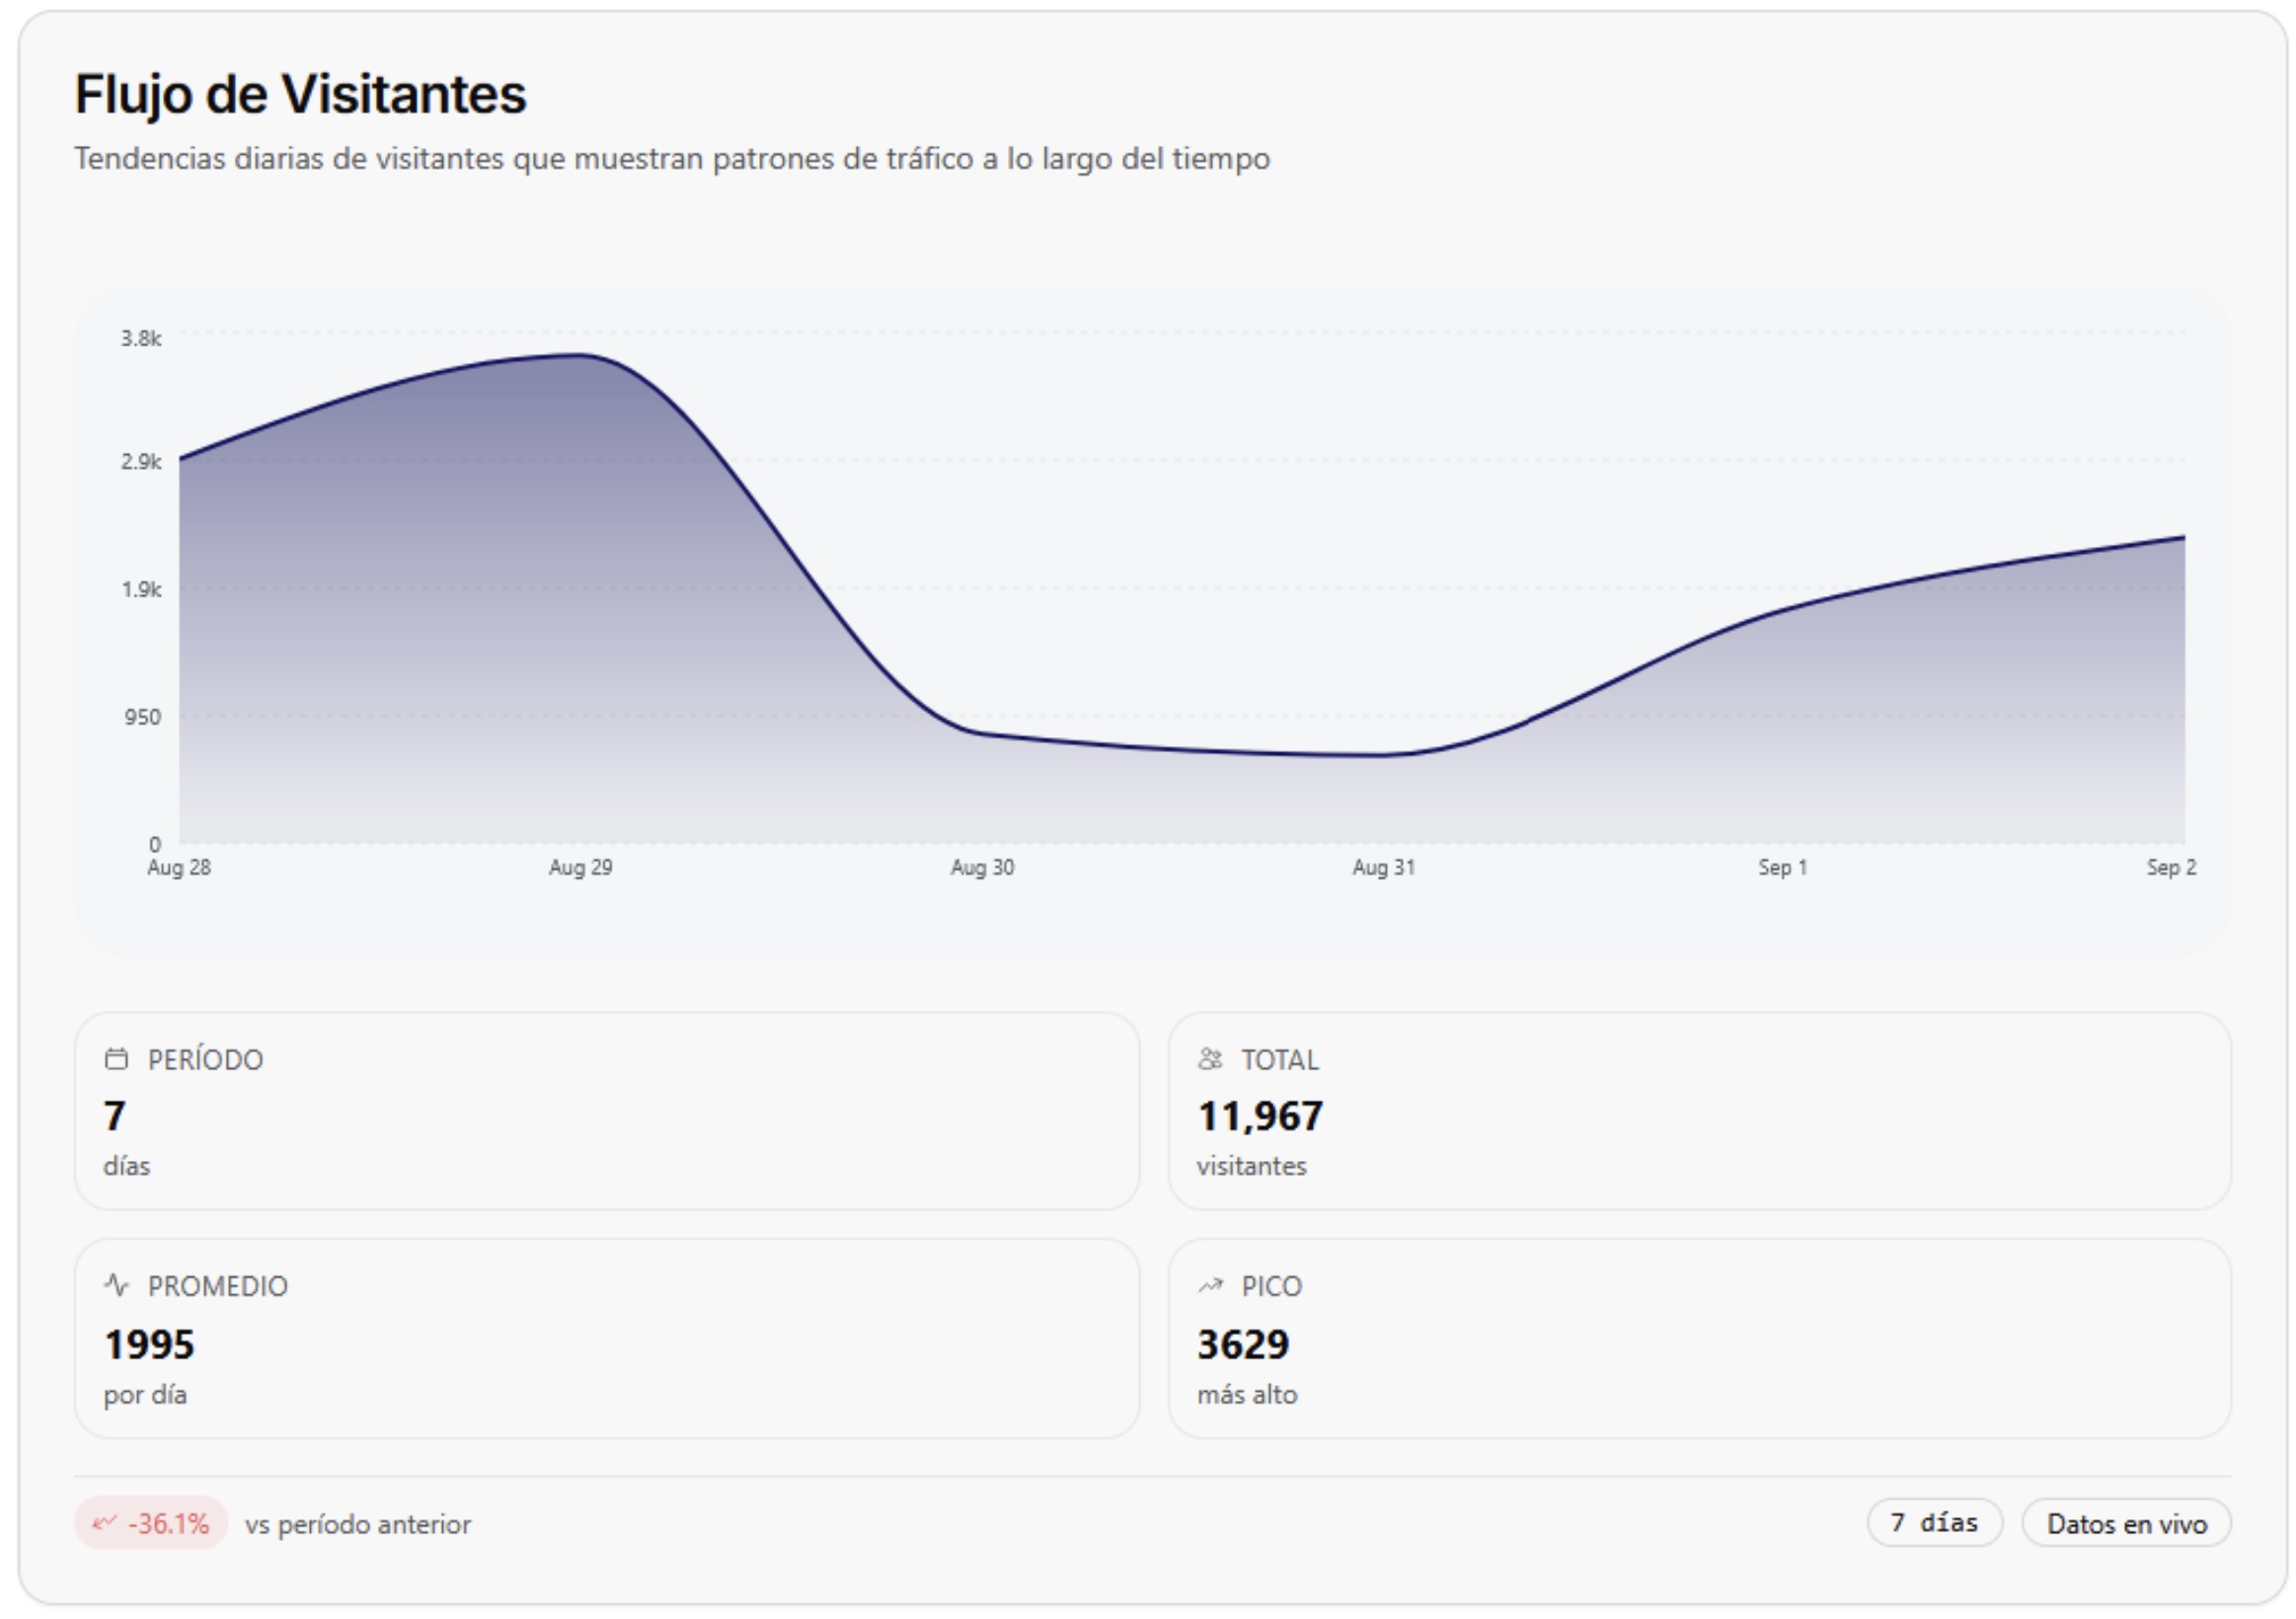 Flujo de Visitantes
Tendencias diarias de visitantes que muestran patrones de tráfico a lo largo del tiempo
3.8k
2.9k
1.9k
950
0
Aug 28 Aug 29 Aug 30 Aug 31 Sep 1 Sep 2
PERÍODO
7
días
TOTAL
11,967
visitantes
PROMEDIO
1995
por día
PICO
3629
más alto
-36.1% vs período anterior
7 días Datos en vivo